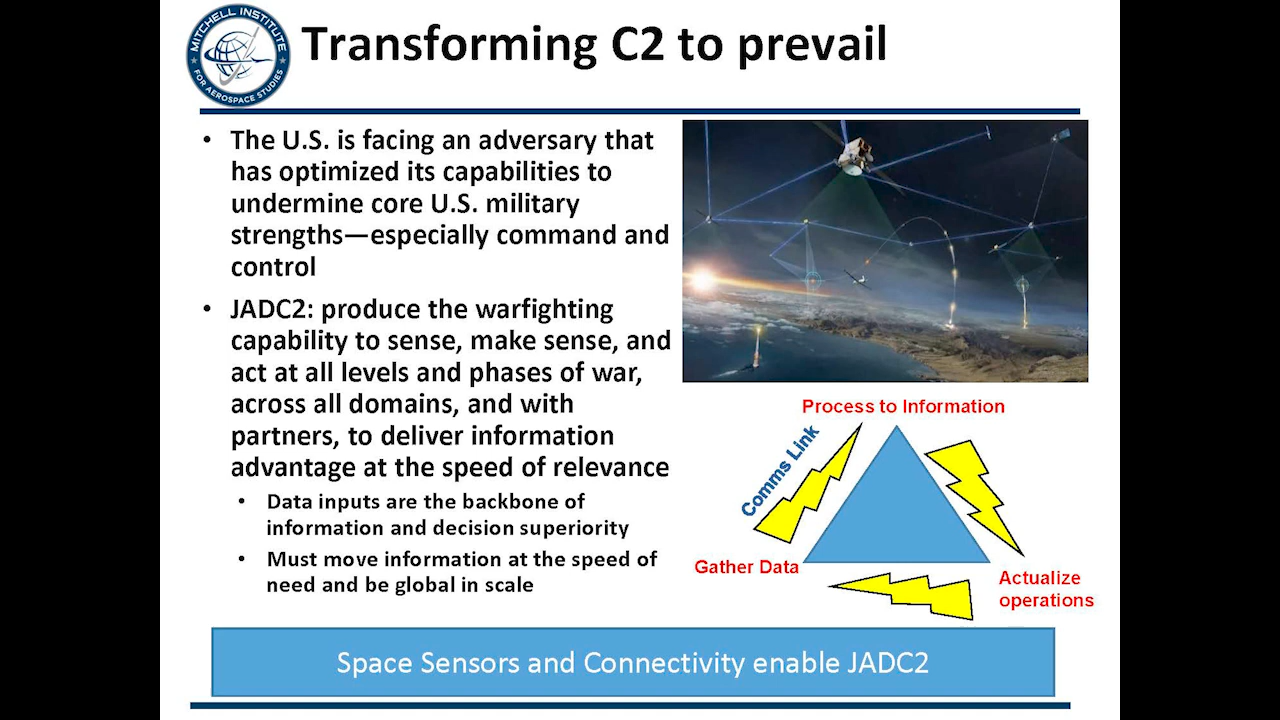 MITCHELL INSTITUTE
FOR AEROSPACE STUDIES
Transforming C2 to prevail
• The U.S. is facing an adversary that
has optimized its capabilities to
undermine core U.S. military
strengths—especially command and
control
• JADC2: produce the warfighting
capability to sense, make sense, and
act at all levels and phases of war,
across all domains, and with
partners, to deliver information
advantage at the speed of relevance
• Data inputs are the backbone of
information and decision superiority
• Must move information at the speed of
need and be global in scale
Process to Information
Comms Link
Gather Data
Actualize
operations
Space Sensors and Connectivity enable JADC2